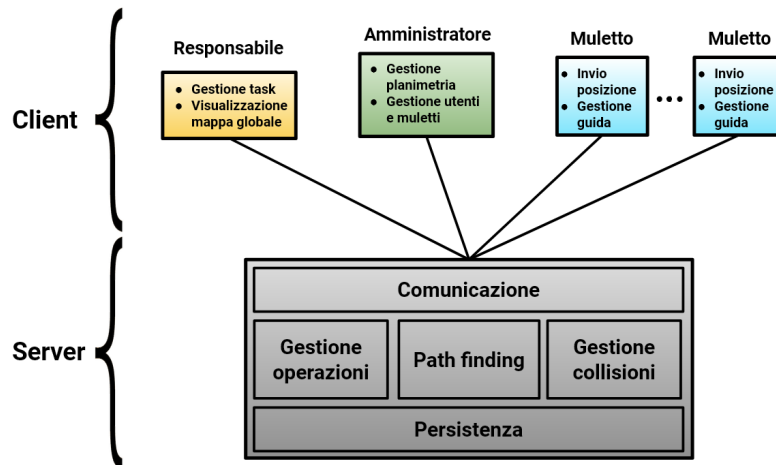 Responsabile
Amministratore
Muletto
Muletto
Client
• Gestione task
• Visualizzazione
mappa globale
• Gestione
planimetria
• Gestione utenti
e muletti
• Invio
posizione
• Gestione
guida
...
• Invio
posizione
• Gestione
guida
Server
Comunicazione
Gestione
operazioni
Path finding
Gestione
collisioni
Persistenza